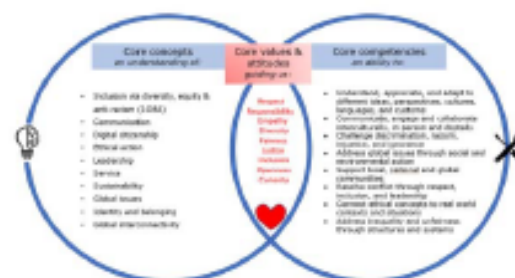 Core concepts
an understanding of:
Inclusion via diversity, equity &
anti-racism (I-DEA)
Communication
Digital citizenship
Ethical action
Leadership
Service
Sustainability
Global issues
Identity and belonging
Global interconnectivity
Core values &
attitudes
guiding us:
Respect
Responsibility
Empathy
Diversity
Fairness
Justice
Inclusion
Openness
Curiosity
Core competencies
an ability to:
Understand, appreciate, and adapt to
different ideas, perspectives, cultures,
languages, and customs
Communicate, engage and collaborate
interculturally, in person and digitally
Challenge discrimination, racism,
injustice, and ignorance
Address global issues through social and
environmental action
Support local, national and global
communities
Resolve conflict through respect,
inclusion, and leadership
Connect ethical concepts to real world
contexts and situations
Address inequality and unfairness
through structures and systems